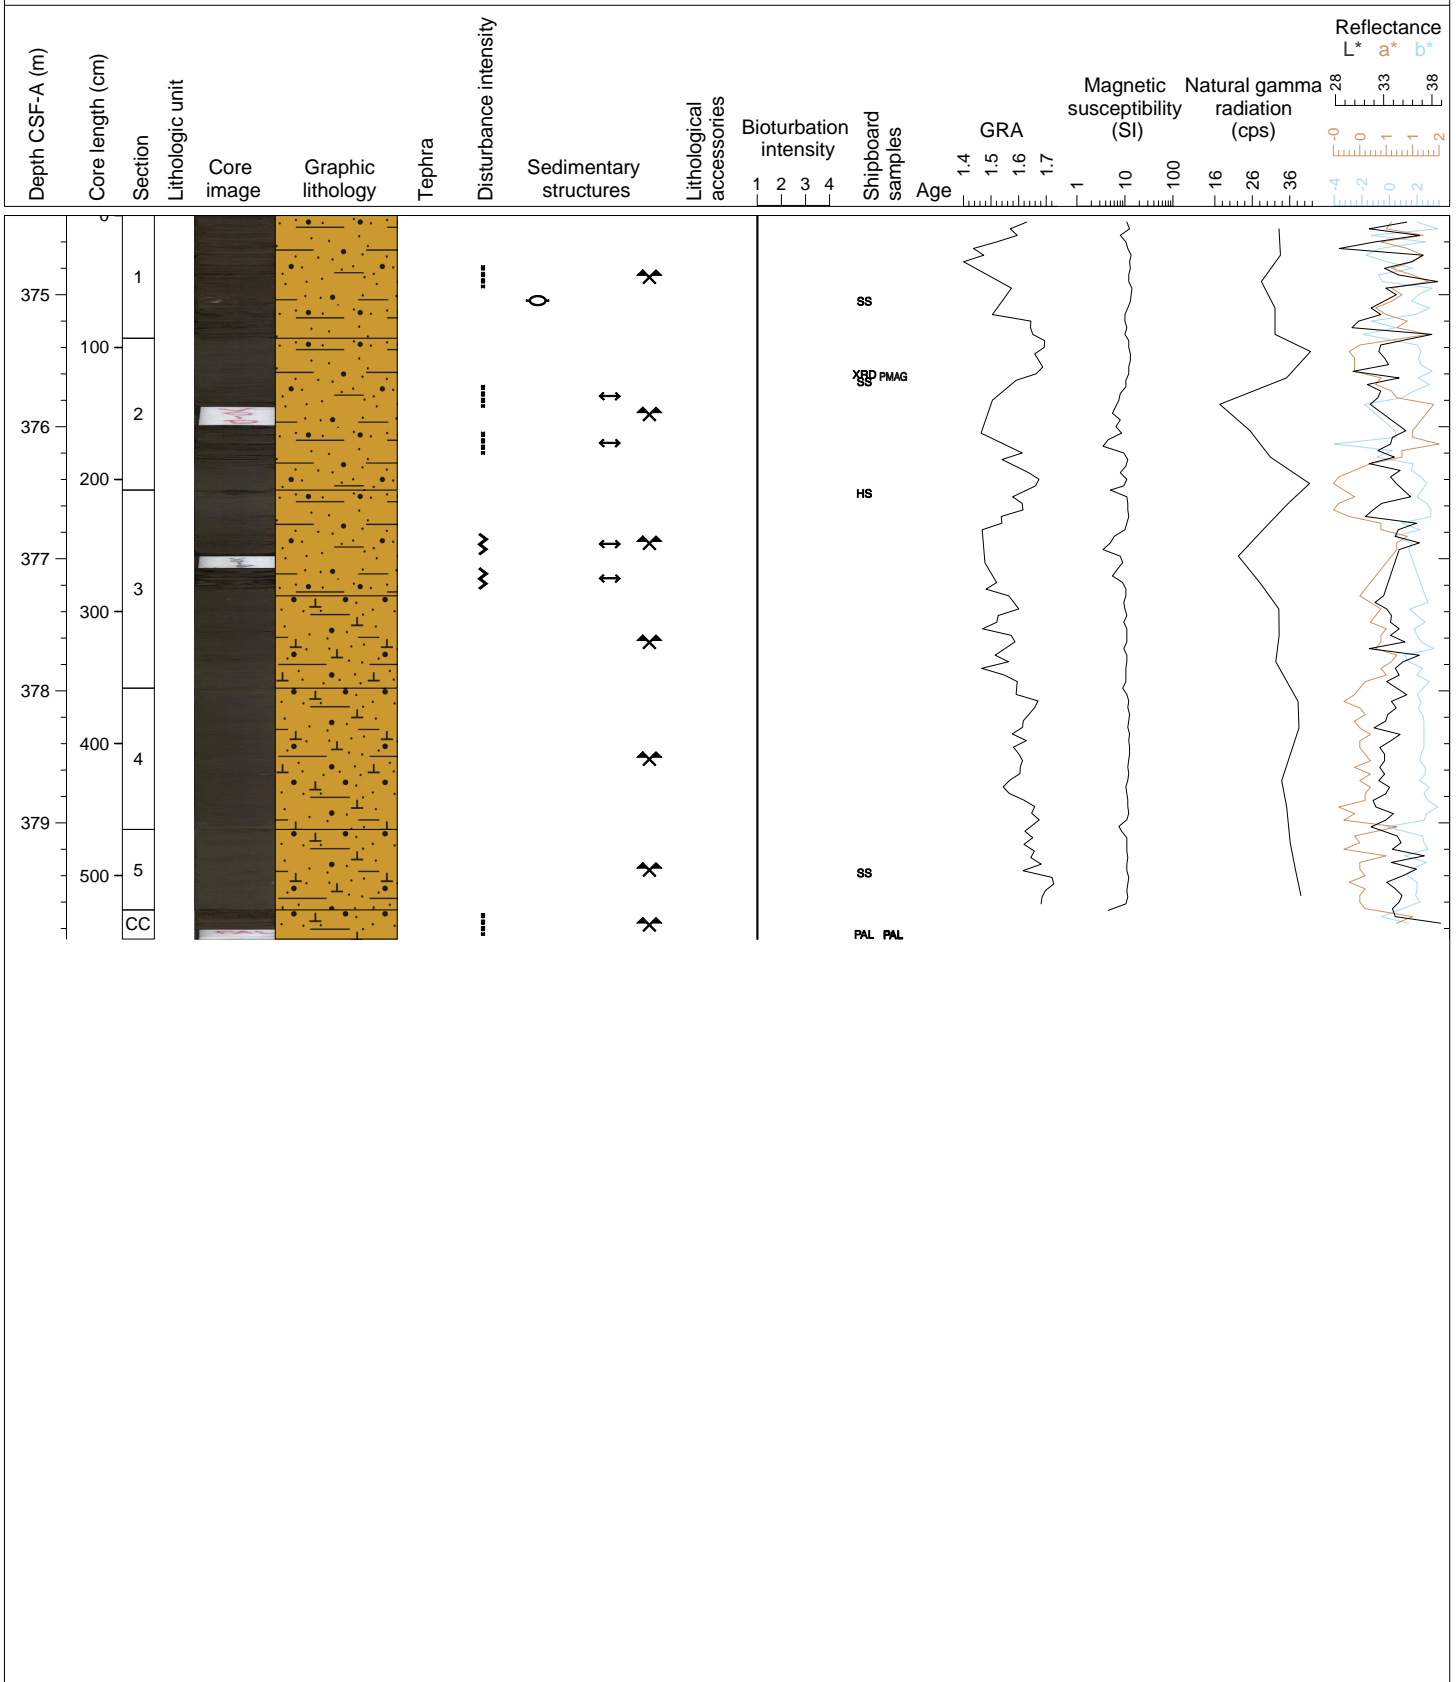 Depth CSF-A (m)
Core length (cm)
Section
Lithologic unit
Core
image
Graphic
lithology
Tephra
Disturbance intensity
Sedimentary
structures
Lithological
accessories
Bioturbation
intensity
1 2 3 4
Shipboard
samples
Age
GRA
1.4 1.5 1.6 1.7
Magnetic
susceptibility
(SI)
1 10 100
Natural gamma
radiation
(cps)
16 26 36
Reflectance
L* a* b*
28 33 38
-0 0 1 1 2
-4 -2 0 2
0
1
375
SS
100
XRD PMAG
SS
2
376
200
HS
377
3
300
378
400
4
379
5
500
SS
CC
PAL PAL